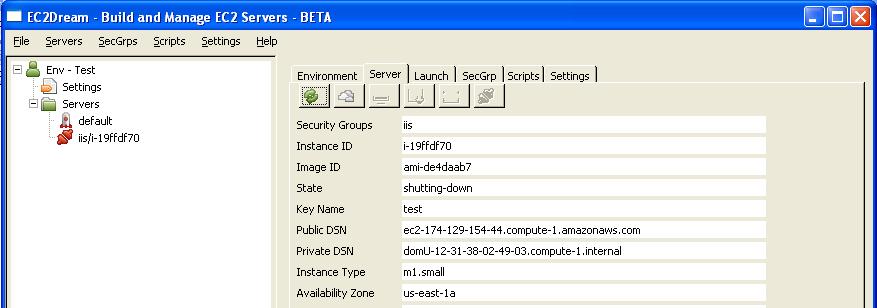 EC2Dream - Build and Manage EC2 Servers - BETA
File Servers SecGrps Scripts Settings Help
Env - Test
Settings
Servers
default
iis/i-19ffdf70
Environment Server Launch SecGrp Scripts Settings
Security Groups iis
Instance ID i-19ffdf70
Image ID ami-de4daab7
State shutting-down
Key Name test
Public DSN ec2-174-129-154-44.compute-1.amazonaws.com
Private DSN domU-12-31-38-02-49-03.compute-1.internal
Instance Type m1.small
Availability Zone us-east-1a